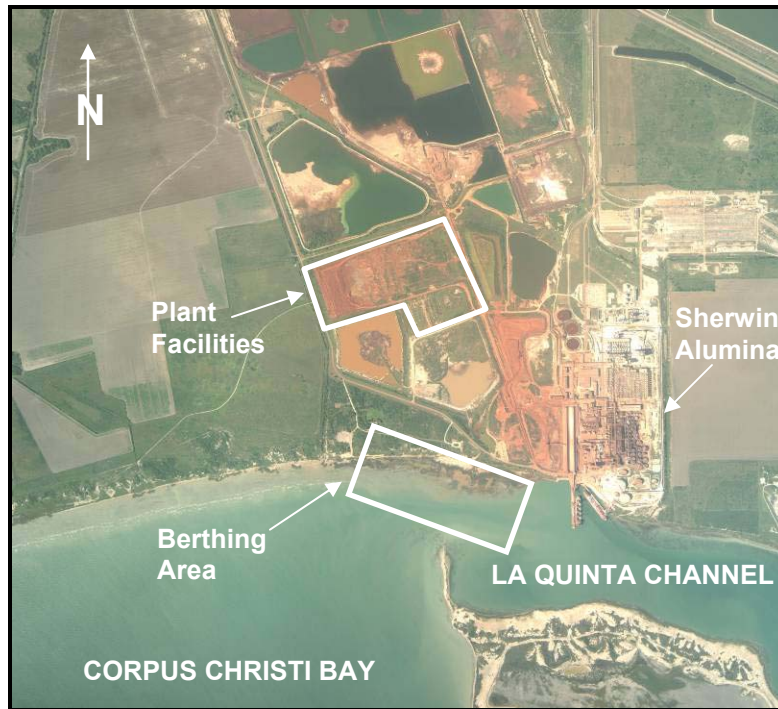 N
Plant
Facilities
Sherwin
Alumina
Berthing
Area
LA QUINTA CHANNEL
CORPUS CHRISTI BAY